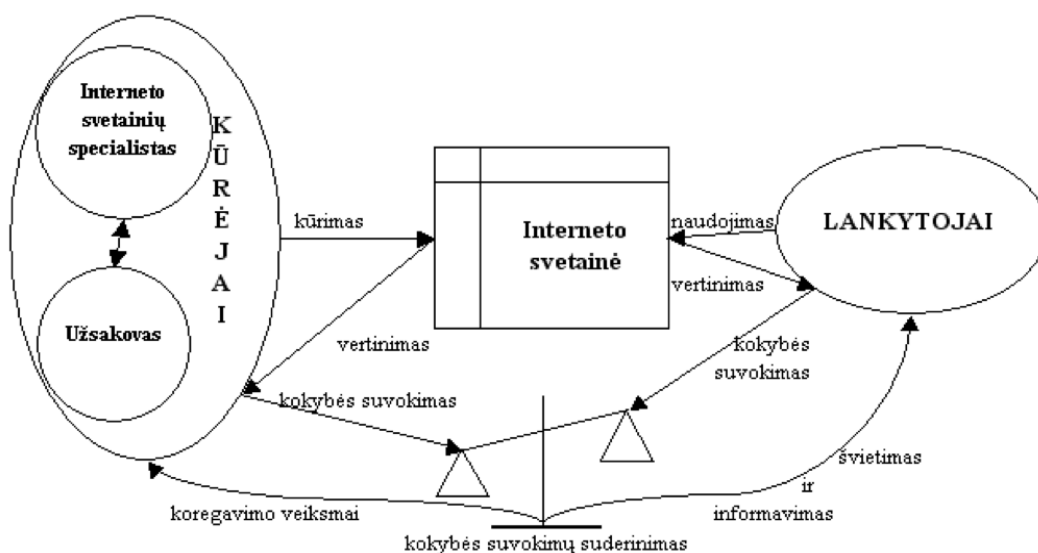 Interneto
svetainių
specialistas
KŪRĖJAI
Užsakovas
kūrimas
Interneto
svetainė
naudojimas
LANKYTOJAI
vertinimas
vertinimas
kokybės suvokimas
kokybės
suvokimas
švietimas
ir
informavimas
koregavimo veiksmai
kokybės suvokimų suderinimas